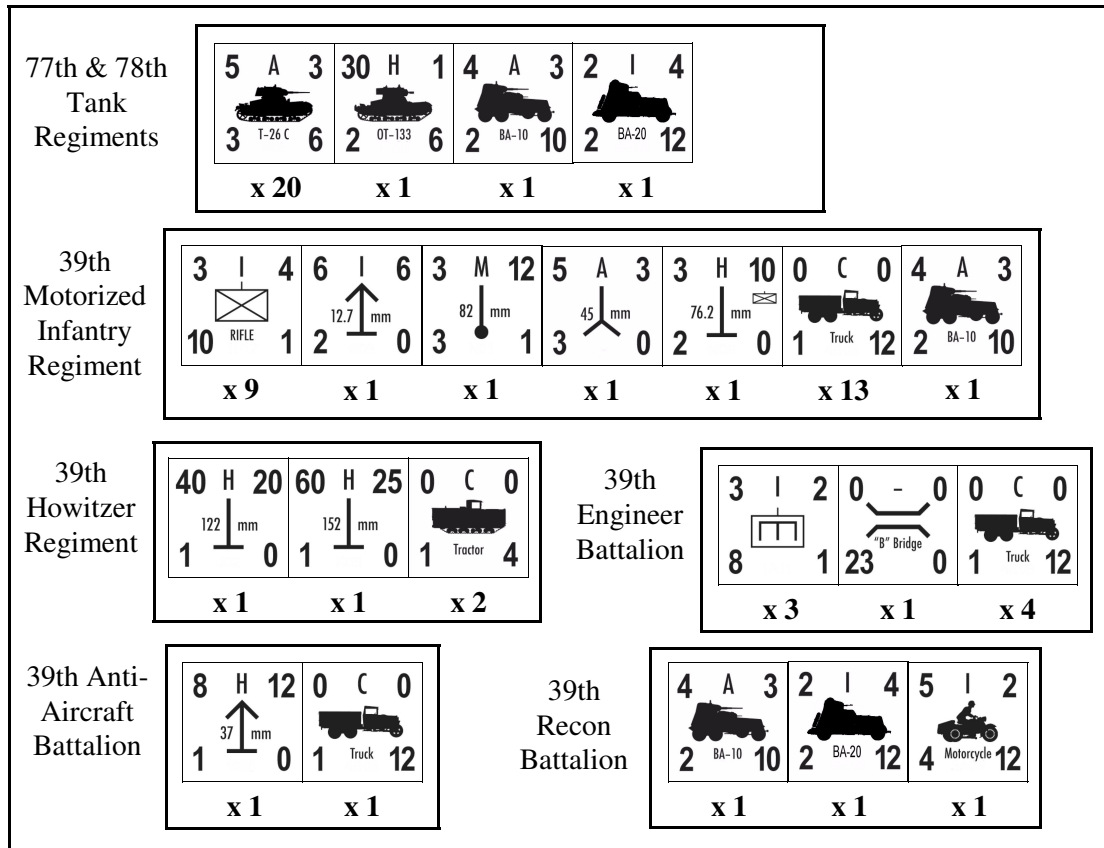 77th & 78th
Tank
Regiments
5 A 3 30 H 1 4 A 3 2 I 4
T-26 C OT-133 BA-10 BA-20
3 6 2 6 2 10 2 12
x 20 x 1 x 1 x 1
39th
Motorized
Infantry
Regiment
3 I 4 6 I 6 3 M 12 5 A 3 3 H 10 0 C 0 4 A 3
12.7 mm 82 mm 45 mm 76.2 mm
RIFLE Truck BA-10
10 1 2 0 3 1 3 0 2 0 1 12 2 10
x 9 x 1 x 1 x 1 x 1 x 13 x 1
39th
Howitzer
Regiment
40 H 20 60 H 25 0 C 0
122 mm 152 mm
Tractor
1 0 1 0 1 4
x 1 x 1 x 2
39th
Engineer
Battalion
3 I 2 0 - 0 0 C 0
"B" Bridge Truck
8 1 23 0 1 12
x 3 x 1 x 4
39th Anti-
Aircraft
Battalion
8 H 12 0 C 0
37 mm
Truck
1 0 1 12
x 1 x 1
39th
Recon
Battalion
4 A 3 2 I 4 5 I 2
BA-10 BA-20 Motorcycle
2 10 2 12 4 12
x 1 x 1 x 1